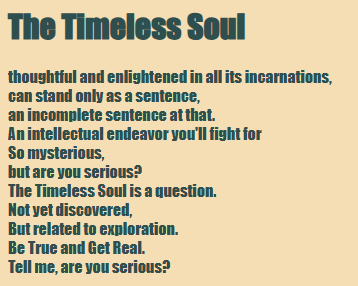 The Timeless Soul
thoughtful and enlightened in all its incarnations,
can stand only as a sentence,
an incomplete sentence at that.
An intellectual endeavor you'll fight for
So mysterious,
but are you serious?
The Timeless Soul is a question.
Not yet discovered,
But related to exploration.
Be True and Get Real.
Tell me, are you serious?